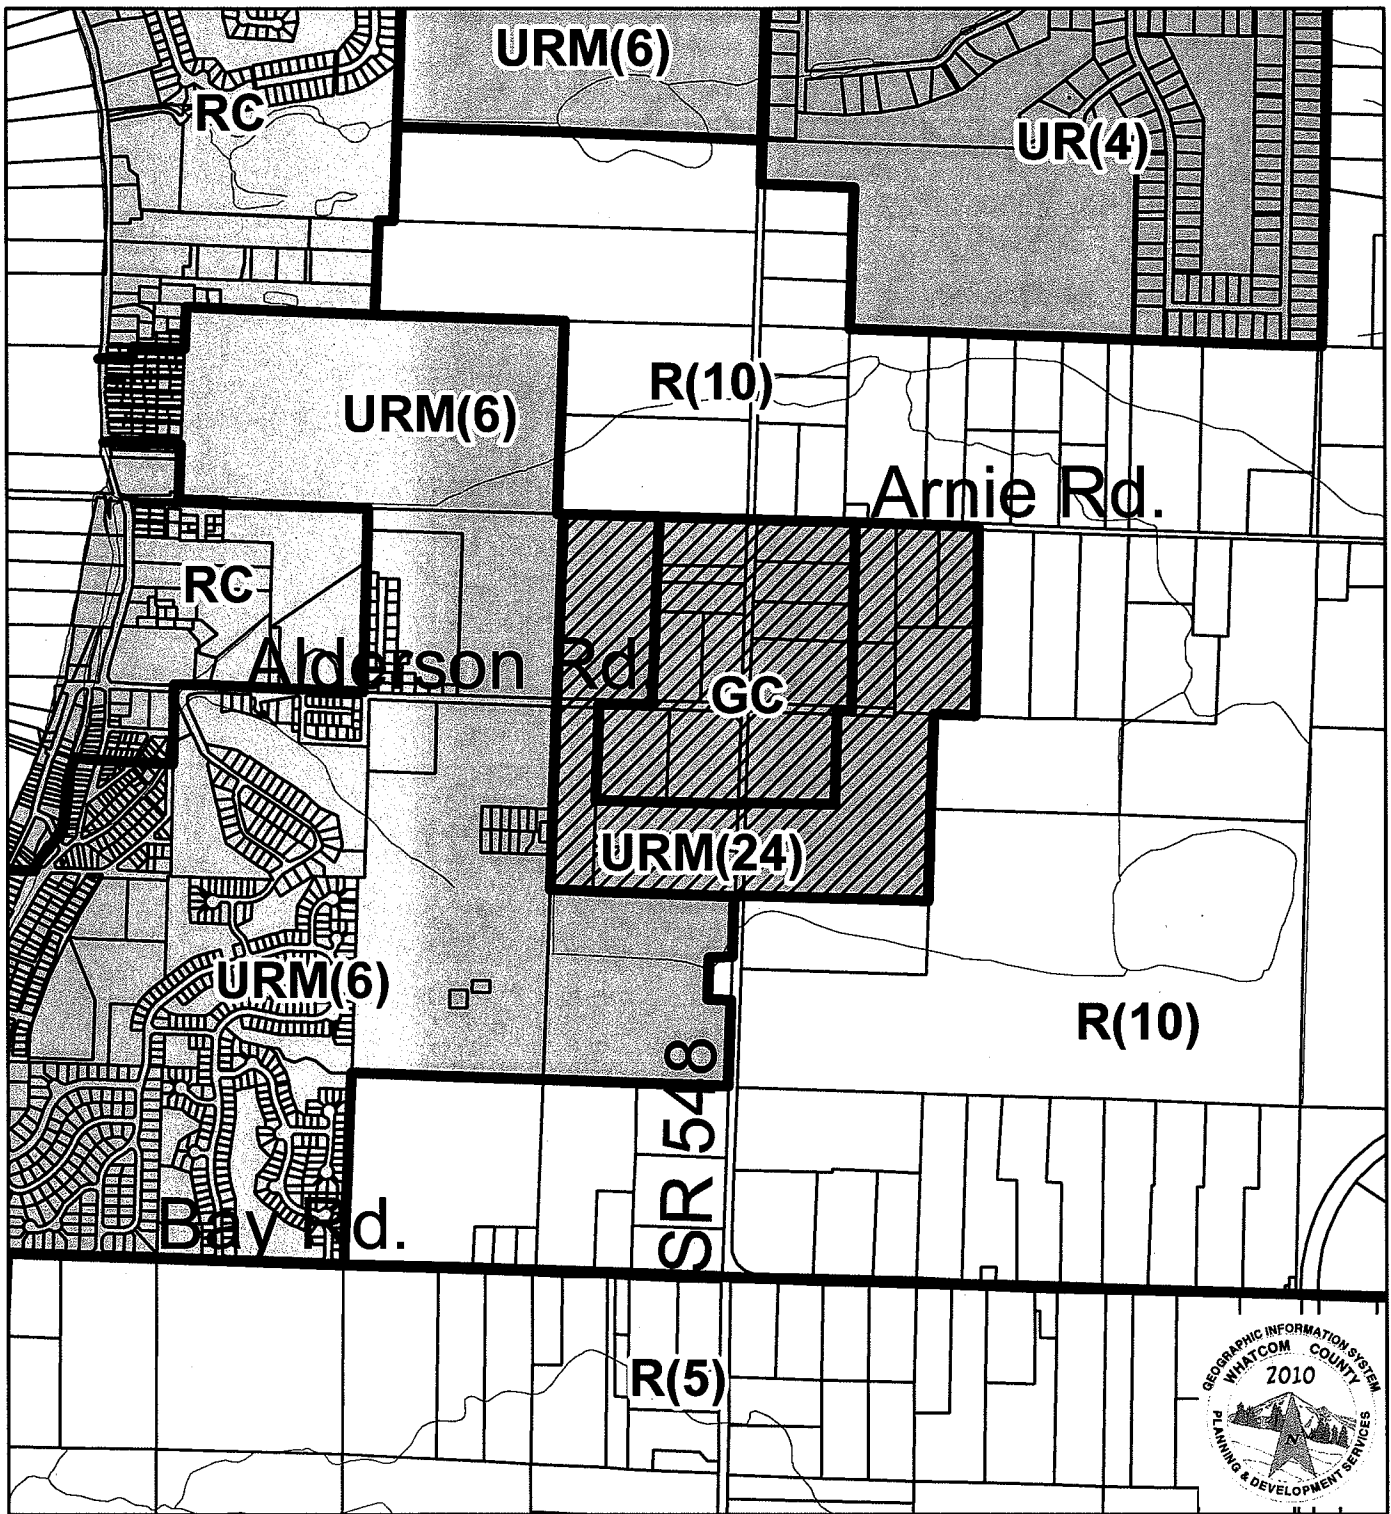 URM(6)
RC
UR(4)
R(10)
URM(6)
Arnie Rd.
RC
Alderson Rd
GC
URM(24)
URM(6)
R(10)
SR 548
Bay Rd.
R(5)
GEOGRAPHIC INFORMATION SYSTEM
WHATCOM COUNTY
2010
N
PLANNING & DEVELOPMENT SERVICES